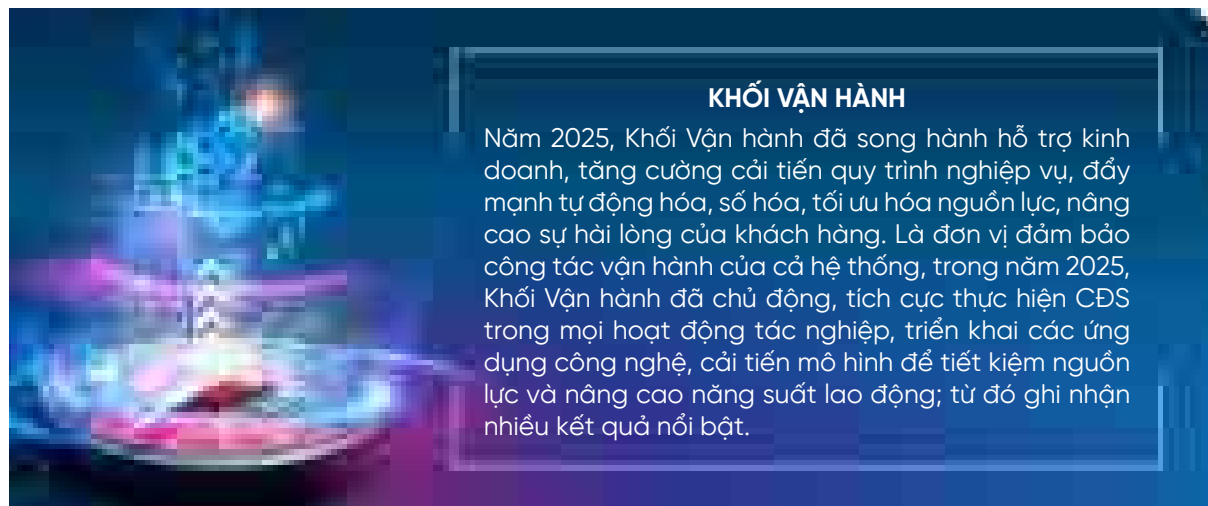 KHỐI VẬN HÀNH
Năm 2025, Khối Vận hành đã song hành hỗ trợ kinh
doanh, tăng cường cải tiến quy trình nghiệp vụ, đẩy
mạnh tự động hóa, số hóa, tối ưu hóa nguồn lực, nâng
cao sự hài lòng của khách hàng. Là đơn vị đảm bảo
công tác vận hành của cả hệ thống, trong năm 2025,
Khối Vận hành đã chủ động, tích cực thực hiện CĐS
trong mọi hoạt động tác nghiệp, triển khai các ứng
dụng công nghệ, cải tiến mô hình để tiết kiệm nguồn
lực và nâng cao năng suất lao động; từ đó ghi nhận
nhiều kết quả nổi bật.